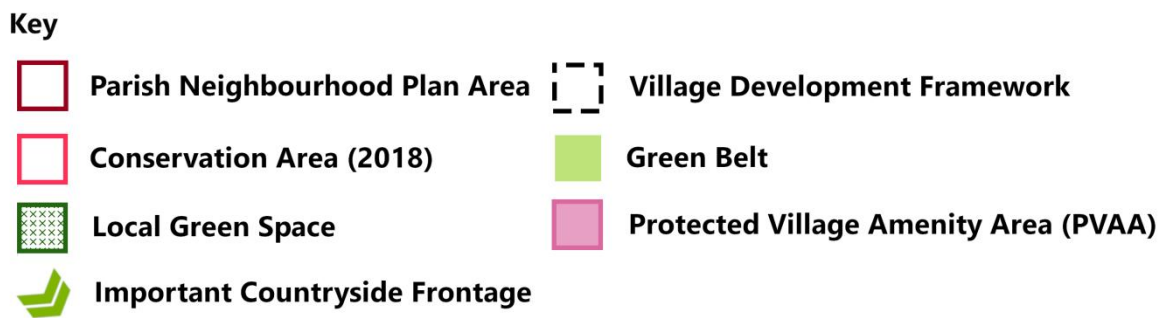 Key
Parish Neighbourhood Plan Area
Village Development Framework
Conservation Area (2018)
Green Belt
Local Green Space
Protected Village Amenity Area (PVAA)
Important Countryside Frontage